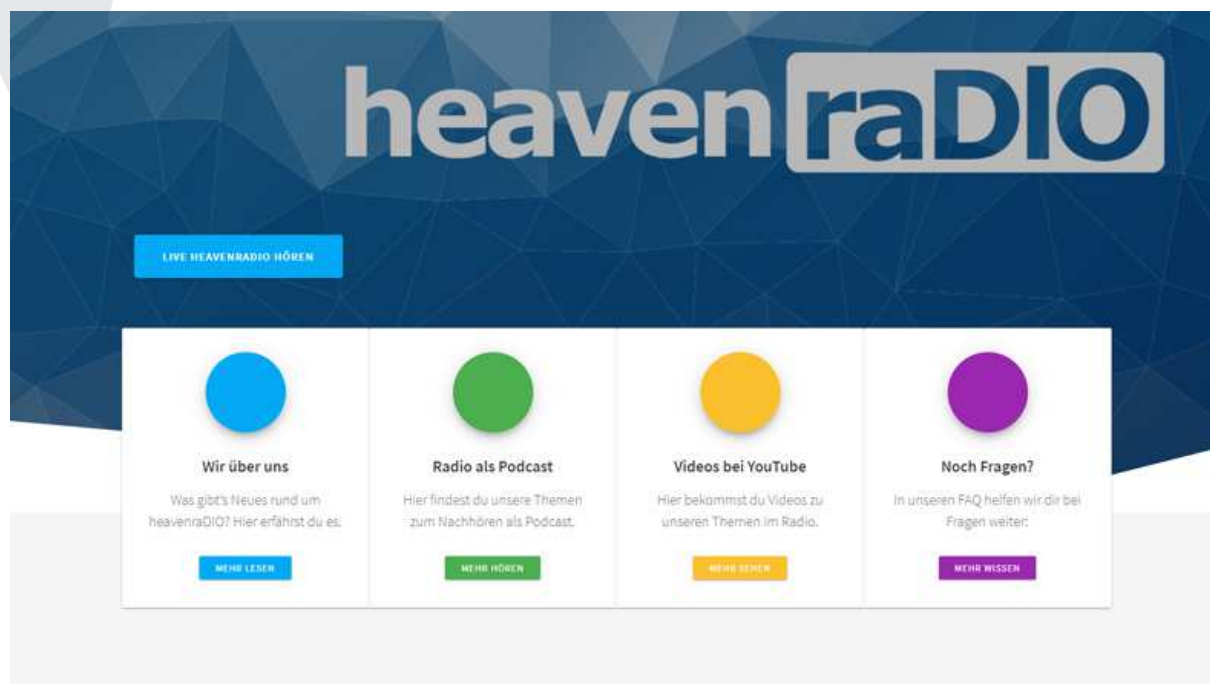 heaven raDIO
LIVE HEAVENRADIO HÖREN
Wir über uns
Was gibt's Neues rund um
heavenraDIO? Hier erfährst du es.
MEHR LESEN
Radio als Podcast
Hier findest du unsere Themen
zum Nachhören als Podcast.
MEHR HÖREN
Videos bei YouTube
Hier bekommst du Videos zu
unseren Themen im Radio.
MEHR SEHEN
Noch Fragen?
In unseren FAQ helfen wir dir bei
Fragen weiter:
MEHR WISSEN